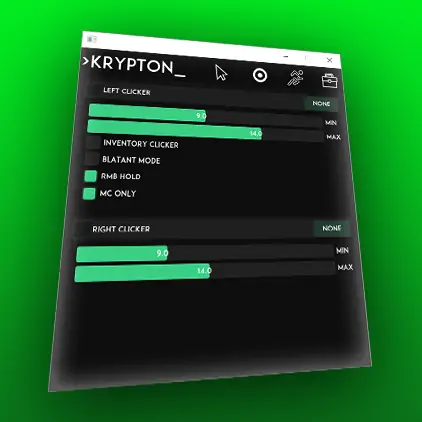 >KRYPTON_
LEFT CLICKER NONE
9.0 MIN
14.0 MAX
INVENTORY CLICKER
BLATANT MODE
RMB HOLD
MC ONLY
RIGHT CLICKER NONE
9.0 MIN
14.0 MAX